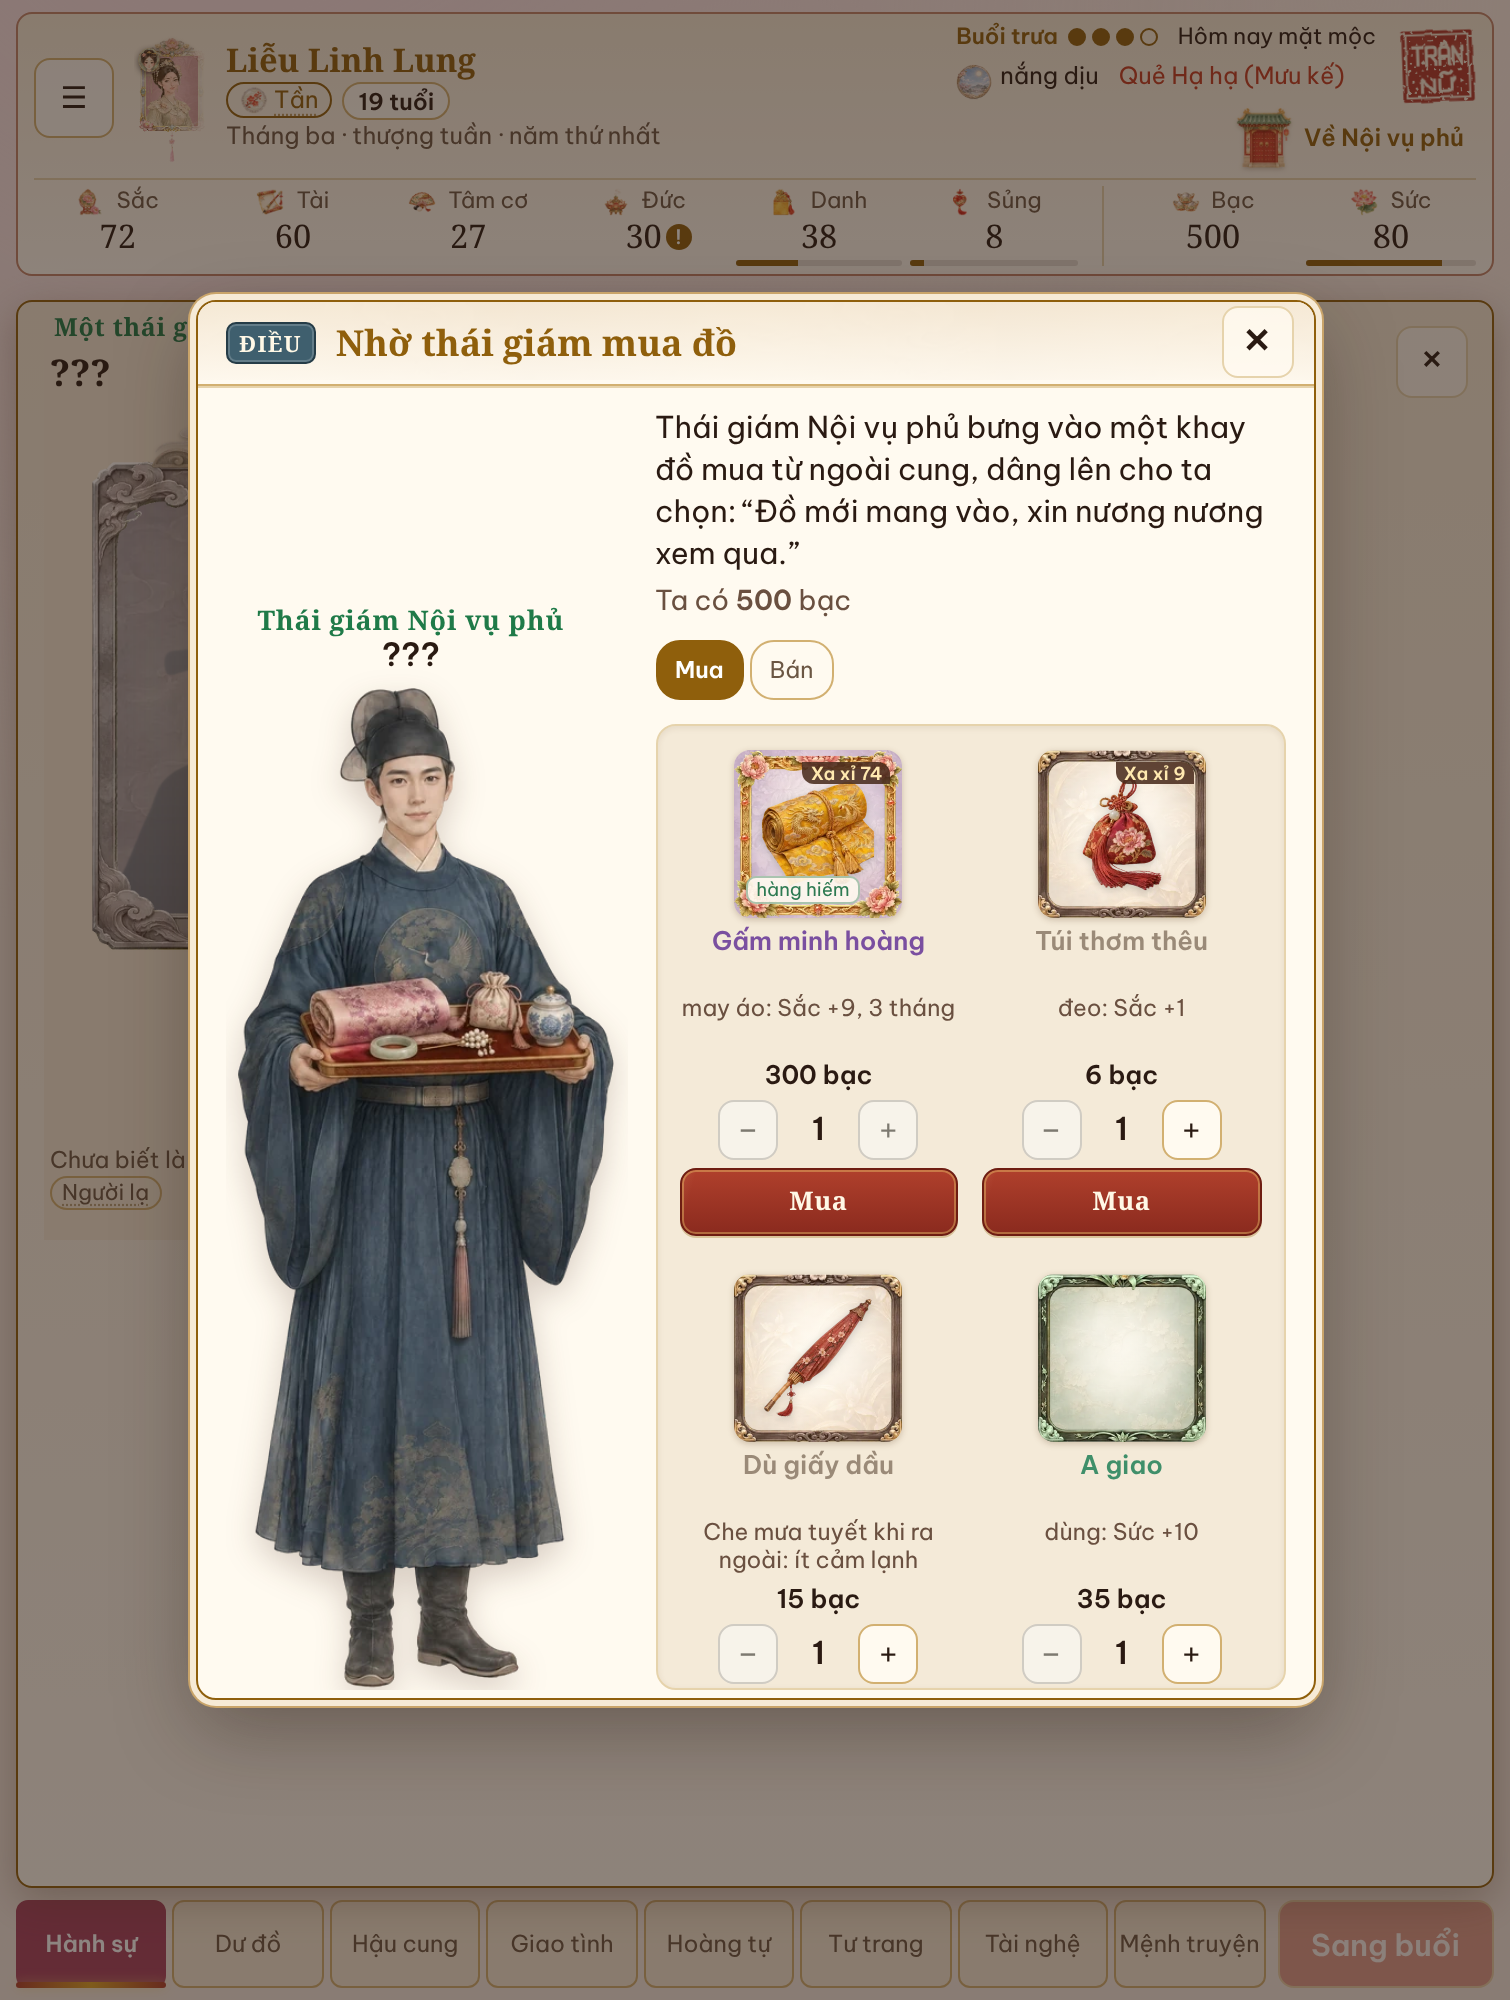 Liễu Linh Lung
Tần
19 tuổi
Tháng ba · thượng tuần · năm thứ nhất
Buổi trưa
Hôm nay mặt mộc
nắng dịu
Quẻ Hạ hạ (Mưu kế)
TRÂN NỮ
Về Nội vụ phủ
Sắc
72
Tài
60
Tâm cơ
27
Đức
30 !
Danh
38
Sủng
8
Bạc
500
Sức
80
Một thái g
???
Chưa biết là
Người lạ
ĐIỀU
Nhờ thái giám mua đồ
Thái giám Nội vụ phủ
???
Thái giám Nội vụ phủ bưng vào một khay
đồ mua từ ngoài cung, dâng lên cho ta
chọn: “Đồ mới mang vào, xin nương nương
xem qua.”
Ta có 500 bạc
Mua
Bán
Xa xỉ 74
hàng hiếm
Gấm minh hoàng
may áo: Sắc +9, 3 tháng
300 bạc
− 1 +
Mua
Xa xỉ 9
Túi thơm thêu
đeo: Sắc +1
6 bạc
− 1 +
Mua
Dù giấy dầu
Che mưa tuyết khi ra
ngoài: ít cảm lạnh
15 bạc
− 1 +
A giao
dùng: Sức +10
35 bạc
− 1 +
Hành sự
Dư đồ
Hậu cung
Giao tình
Hoàng tự
Tư trang
Tài nghệ
Mệnh truyện
Sang buổi